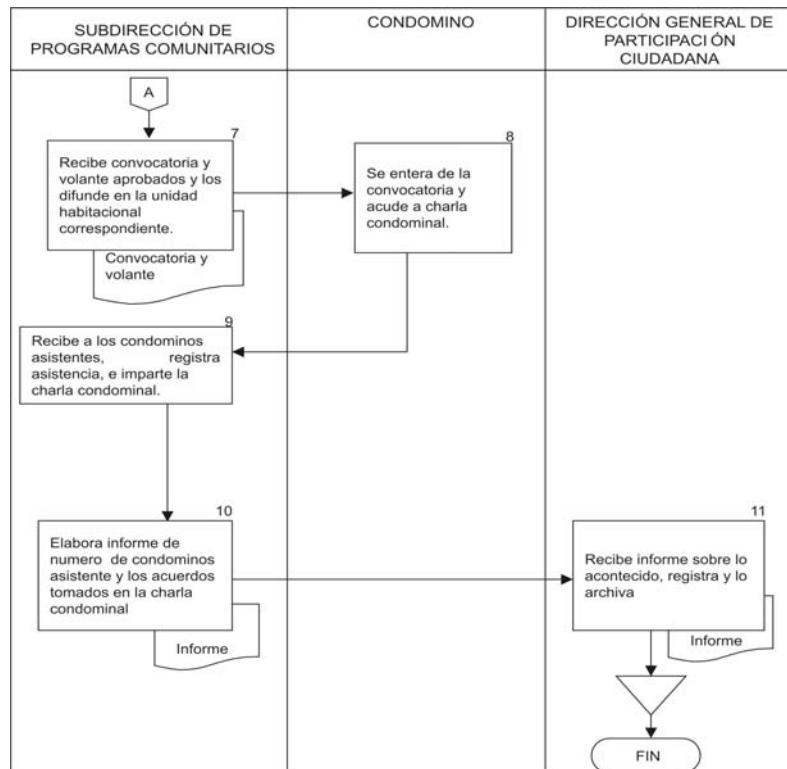 SUBDIRECCIÓN DE
PROGRAMAS COMUNITARIOS
CONDOMINO
DIRECCIÓN GENERAL DE
PARTICIPACI ÓN
CIUDADANA
A
7
Recibe convocatoria y
volante aprobados y los
difunde en la unidad
habitacional
correspondiente.
Convocatoria y
volante
8
Se entera de la
convocatoria y
acude a charla
condominal.
9
Recibe a los condominos
asistentes, registra
asistencia, e imparte la
charla condominal.
10
Elabora informe de
numero de condominos
asistente y los acuerdos
tomados en la charla
condominal
Informe
11
Recibe informe sobre lo
acontecido, registra y lo
archiva
Informe
FIN